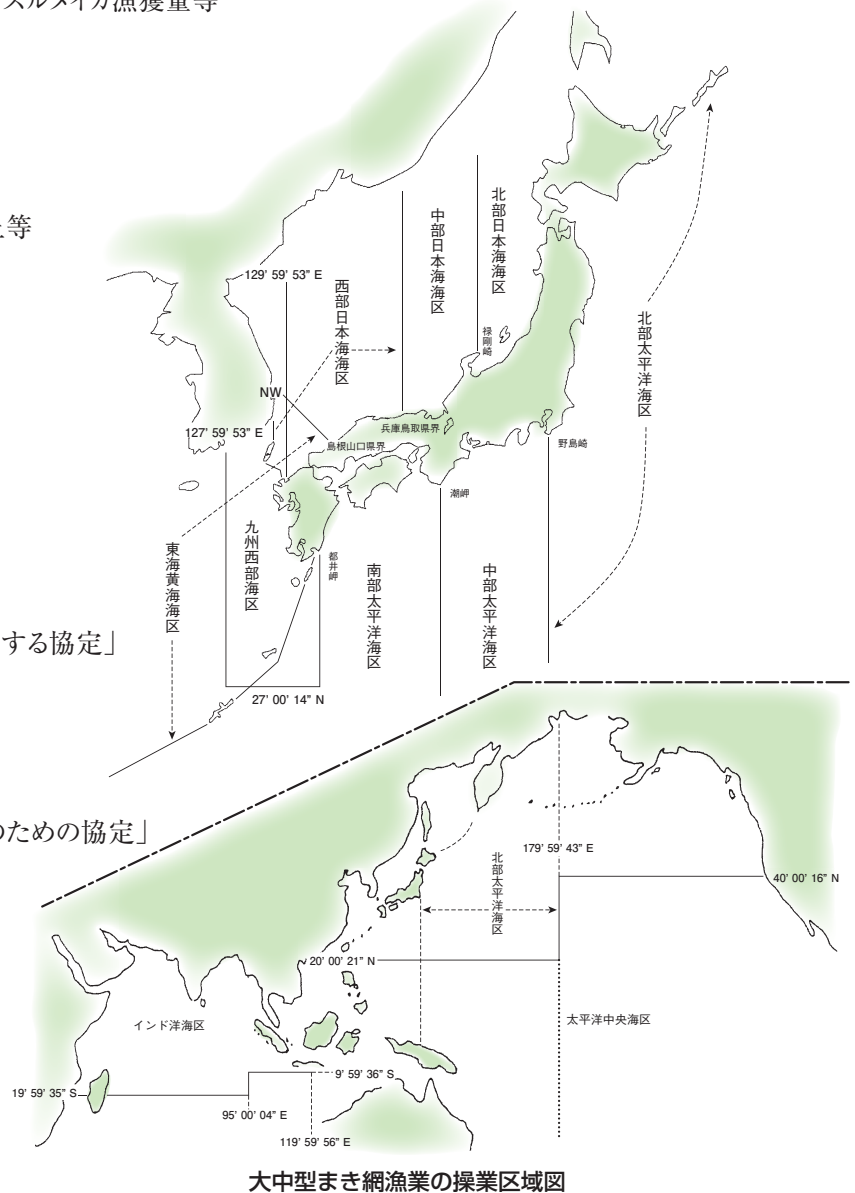 スルメイカ漁獲量等
上等
する協定」
のための協定」
北部日本海海区
中部日本海海区
西部日本海海区
129’ 59’ 53” E
禄剛崎
北部太平洋海区
NW
兵庫鳥取県界
127’ 59’ 53” E
島根山口県界
野島崎
潮岬
東海黄海海区
九州西部海区
都井岬
南部太平洋海区
中部太平洋海区
27’ 00’ 14” N
179’ 59’ 43” E
北部太平洋海区
40’ 00’ 16” N
20’ 00’ 21” N
インド洋海区
太平洋中央海区
9’ 59’ 36” S
19’ 59’ 35” S
95’ 00’ 04” E
119’ 59’ 56” E
大中型まき網漁業の操業区域図